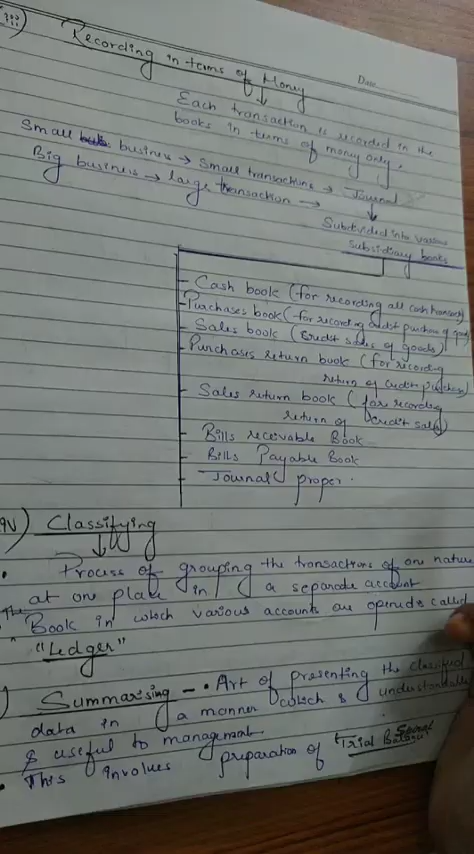 iii)
Recording in terms of Money
Date
Each transaction is recorded in the
books in terms of money only.
Small business → Small transactions → Journal
Big business → large transaction →
Subdivided into various
subsidiary books
Cash book (for recording all cash transact)
Purchases book (for recording credit purchase of goods)
Sales book (credit sales of goods)
Purchases return book (for recording
return of credit purchases)
Sales return book (for recording
return of credit sales)
Bills receivable Book
Bills Payable Book
Journal proper.
iv) Classifying
Process of grouping the transactions of one nature
at one place in a separate account
The Book in which various accounts are opened is called
"Ledger"
) Summarising - • Art of presenting the classified
data in a manner which is understandable
& useful to management.
• This involves preparation of Trial Balance